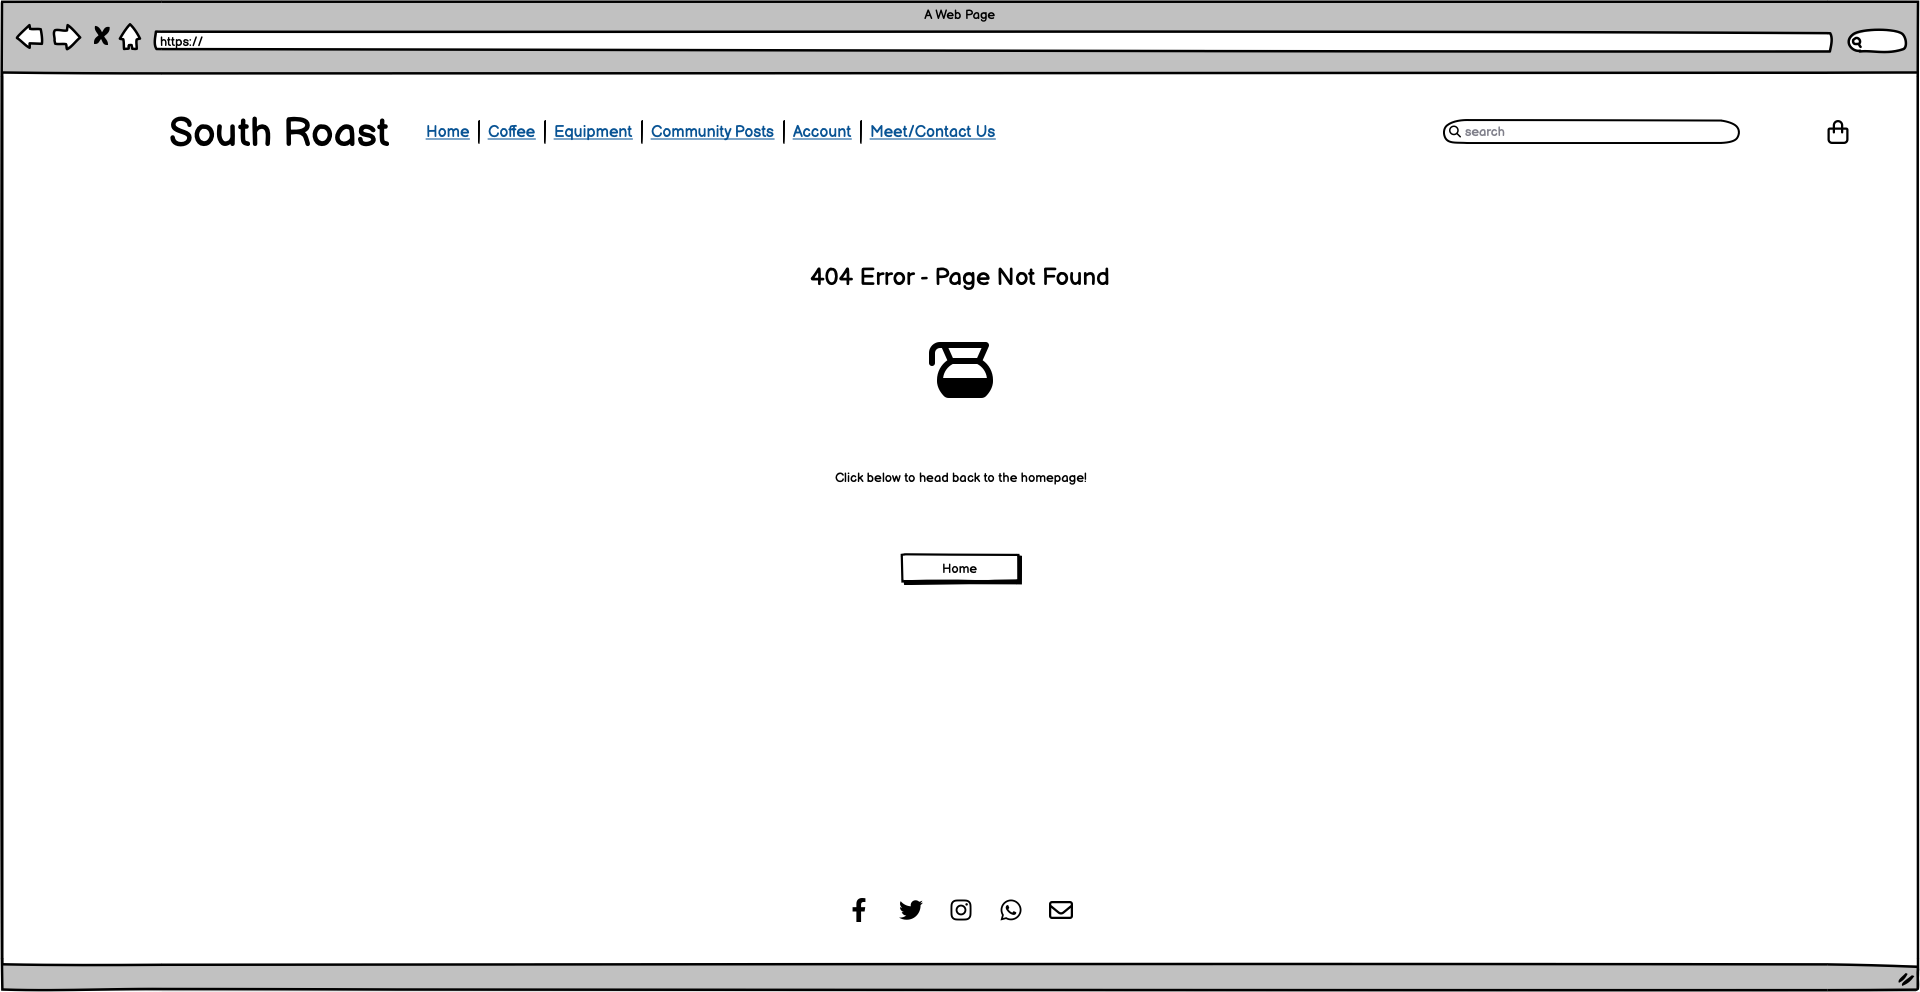 A Web Page
https://
South Roast
Home Coffee Equipment Community Posts Account Meet/Contact Us
search
404 Error - Page Not Found
Click below to head back to the homepage!
Home